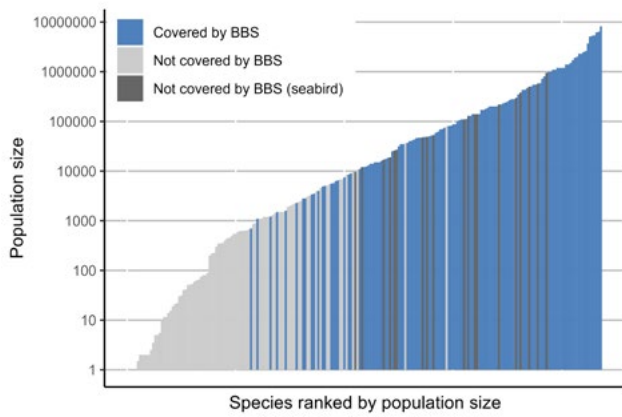 Population size
10000000
1000000
100000
10000
1000
100
10
1
Covered by BBS
Not covered by BBS
Not covered by BBS (seabird)
Species ranked by population size